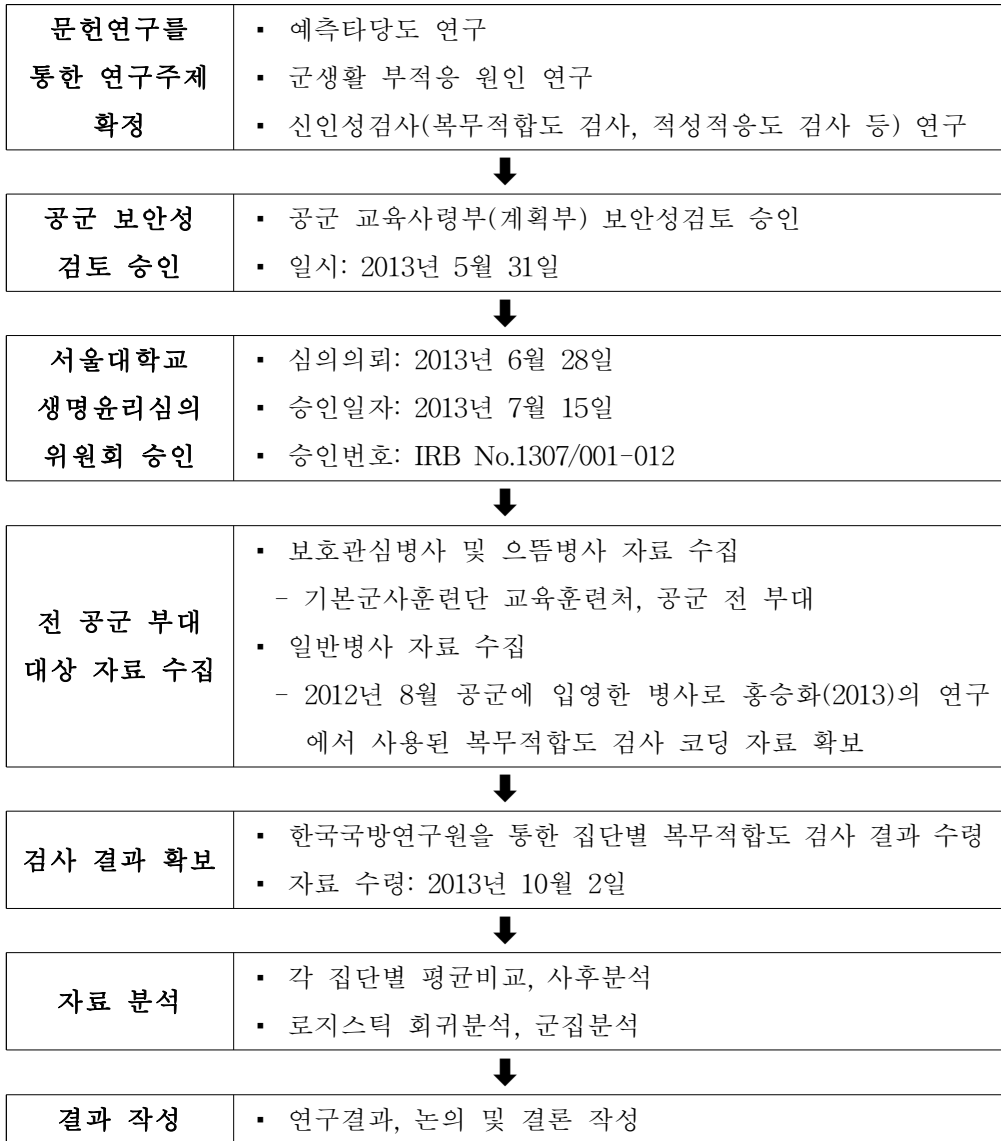 문헌연구를
통한 연구주제
확정
▪ 예측타당도 연구
▪ 군생활 부적응 원인 연구
▪ 신인성검사(복무적합도 검사, 적성적응도 검사 등) 연구
공군 보안성
검토 승인
▪ 공군 교육사령부(계획부) 보안성검토 승인
▪ 일시: 2013년 5월 31일
서울대학교
생명윤리심의
위원회 승인
▪ 심의의뢰: 2013년 6월 28일
▪ 승인일자: 2013년 7월 15일
▪ 승인번호: IRB No.1307/001-012
전 공군 부대
대상 자료 수집
▪ 보호관심병사 및 으뜸병사 자료 수집
- 기본군사훈련단 교육훈련처, 공군 전 부대
▪ 일반병사 자료 수집
- 2012년 8월 공군에 입영한 병사로 홍승화(2013)의 연구
에서 사용된 복무적합도 검사 코딩 자료 확보
검사 결과 확보
▪ 한국국방연구원을 통한 집단별 복무적합도 검사 결과 수령
▪ 자료 수령: 2013년 10월 2일
자료 분석
▪ 각 집단별 평균비교, 사후분석
▪ 로지스틱 회귀분석, 군집분석
결과 작성
▪ 연구결과, 논의 및 결론 작성